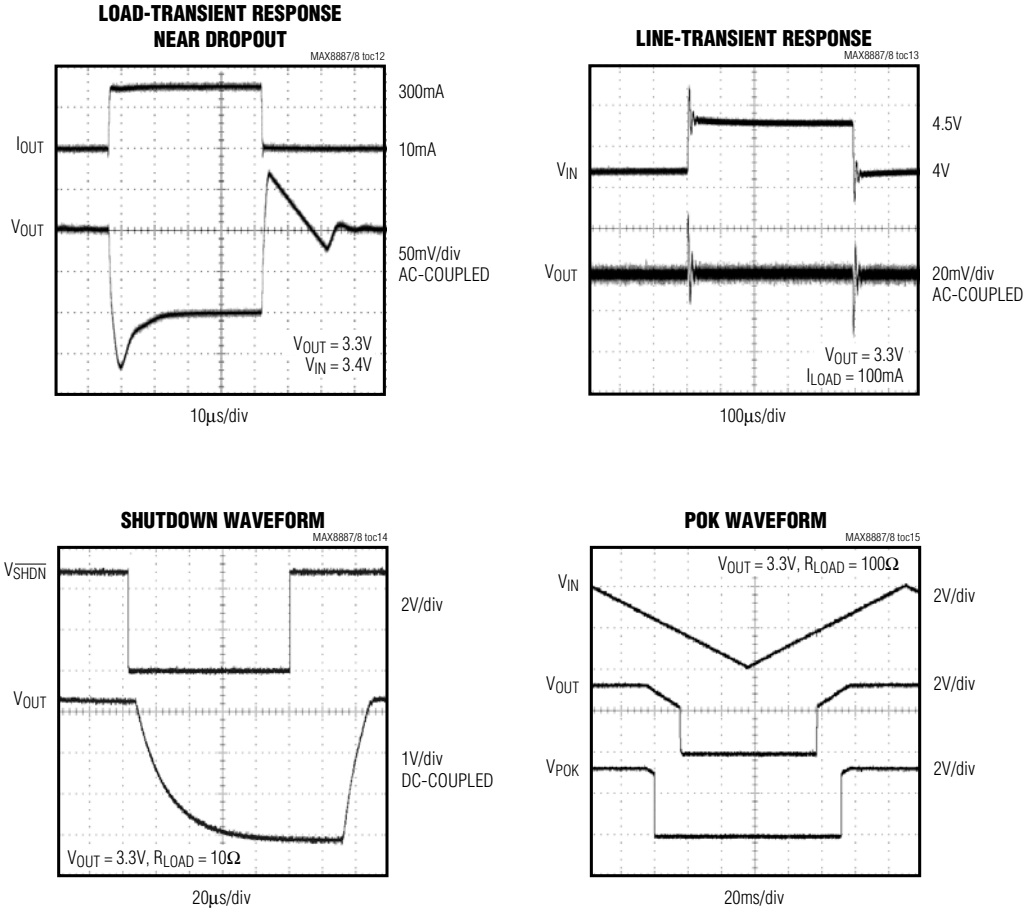 LOAD-TRANSIENT RESPONSE
NEAR DROPOUT
MAX8887/8 toc12
IOUT
300mA
10mA
VOUT
50mV/div
AC-COUPLED
VOUT = 3.3V
VIN = 3.4V
10µs/div
LINE-TRANSIENT RESPONSE
MAX8887/8 toc13
VIN
4.5V
4V
VOUT
20mV/div
AC-COUPLED
VOUT = 3.3V
ILOAD = 100mA
100µs/div
SHUTDOWN WAVEFORM
MAX8887/8 toc14
VSHDN
2V/div
VOUT
1V/div
DC-COUPLED
VOUT = 3.3V, RLOAD = 10Ω
20µs/div
POK WAVEFORM
MAX8887/8 toc15
VOUT = 3.3V, RLOAD = 100Ω
VIN
2V/div
VOUT
2V/div
VPOK
2V/div
20ms/div